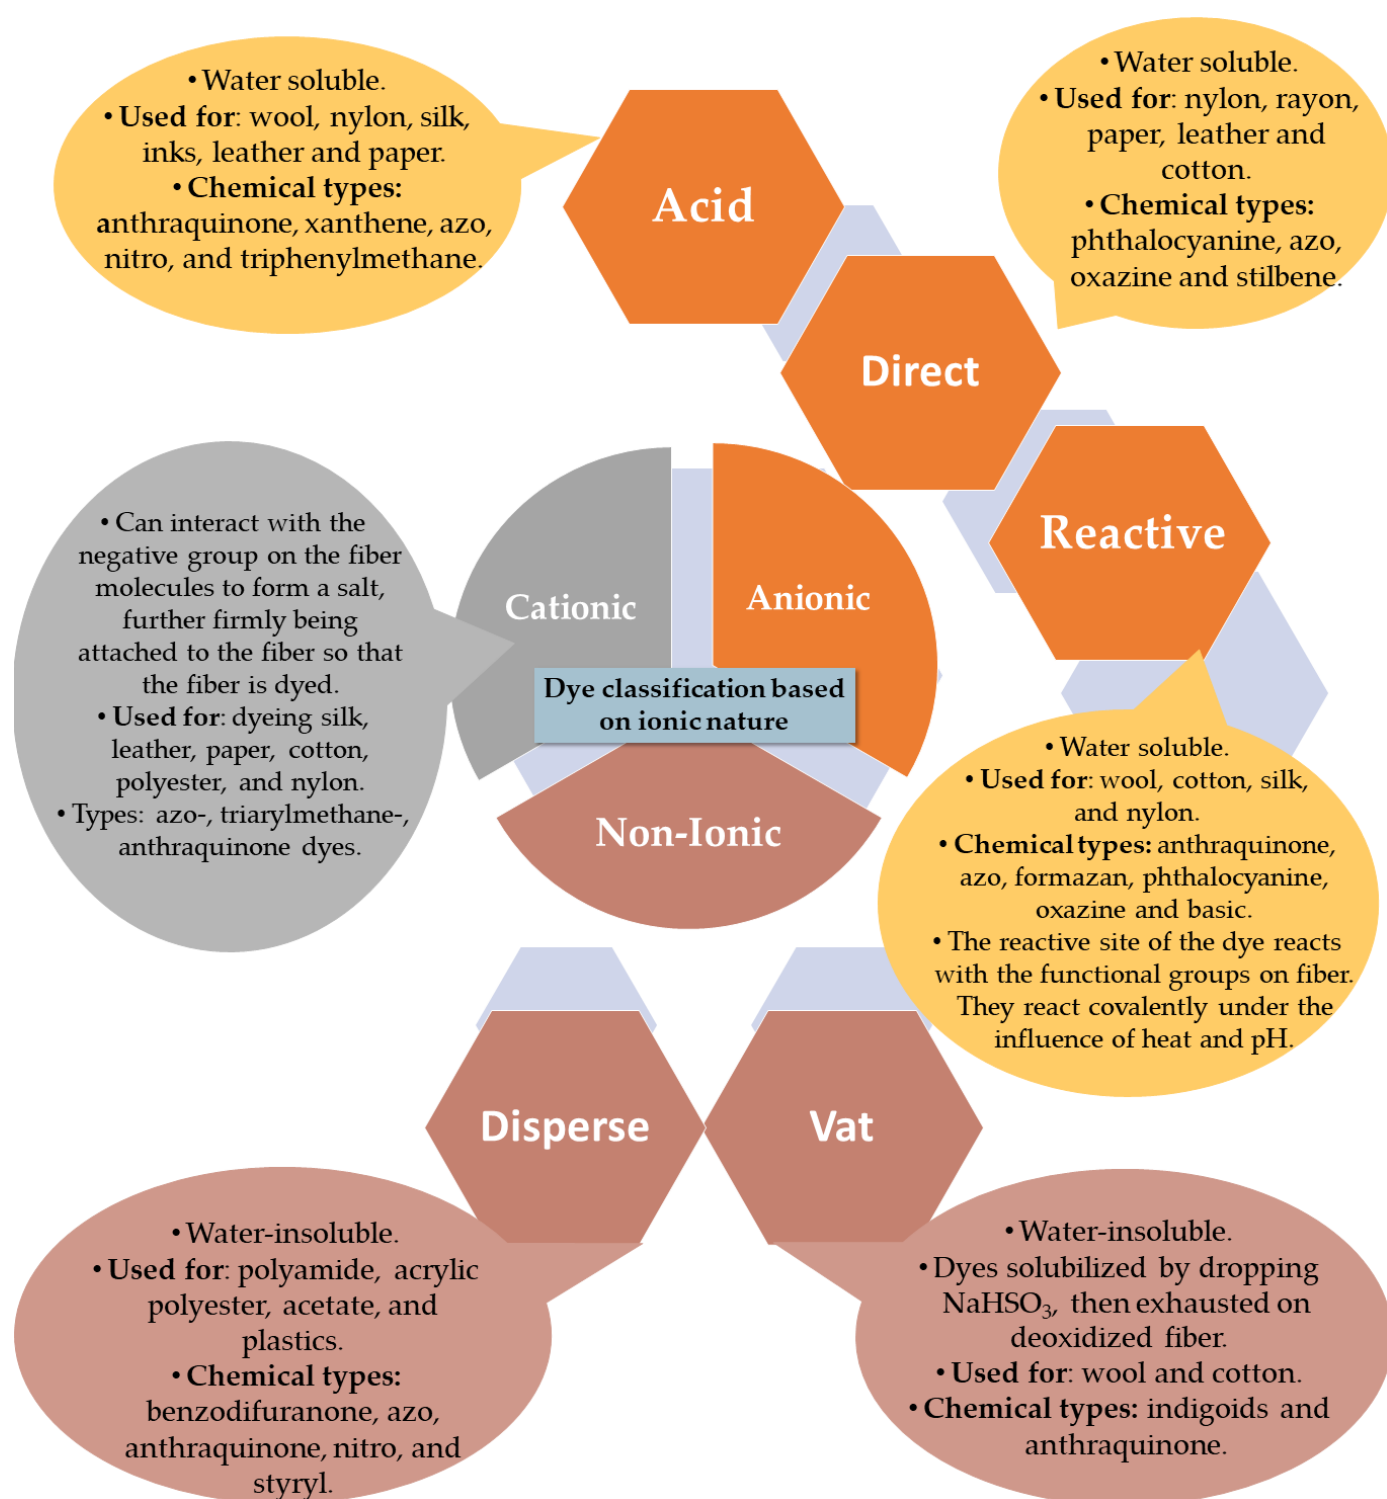 • Water soluble.
• Used for: wool, nylon, silk,
inks, leather and paper.
• Chemical types:
anthraquinone, xanthene, azo,
nitro, and triphenylmethane.
Acid
• Water soluble.
• Used for: nylon, rayon,
paper, leather and
cotton.
• Chemical types:
phthalocyanine, azo,
oxazine and stilbene.
Direct
Reactive
• Can interact with the
negative group on the fiber
molecules to form a salt,
further firmly being
attached to the fiber so that
the fiber is dyed.
• Used for: dyeing silk,
leather, paper, cotton,
polyester, and nylon.
• Types: azo-, triarylmethane-,
anthraquinone dyes.
Cationic
Anionic
Dye classification based
on ionic nature
Non-Ionic
• Water soluble.
• Used for: wool, cotton, silk,
and nylon.
• Chemical types: anthraquinone,
azo, formazan, phthalocyanine,
oxazine and basic.
• The reactive site of the dye reacts
with the functional groups on fiber.
They react covalently under the
influence of heat and pH.
Disperse
Vat
• Water-insoluble.
• Used for: polyamide, acrylic
polyester, acetate, and
plastics.
• Chemical types:
benzodifuranone, azo,
anthraquinone, nitro, and
styryl.
• Water-insoluble.
• Dyes solubilized by dropping
NaHSO₃, then exhausted on
deoxidized fiber.
• Used for: wool and cotton.
• Chemical types: indigoids and
anthraquinone.